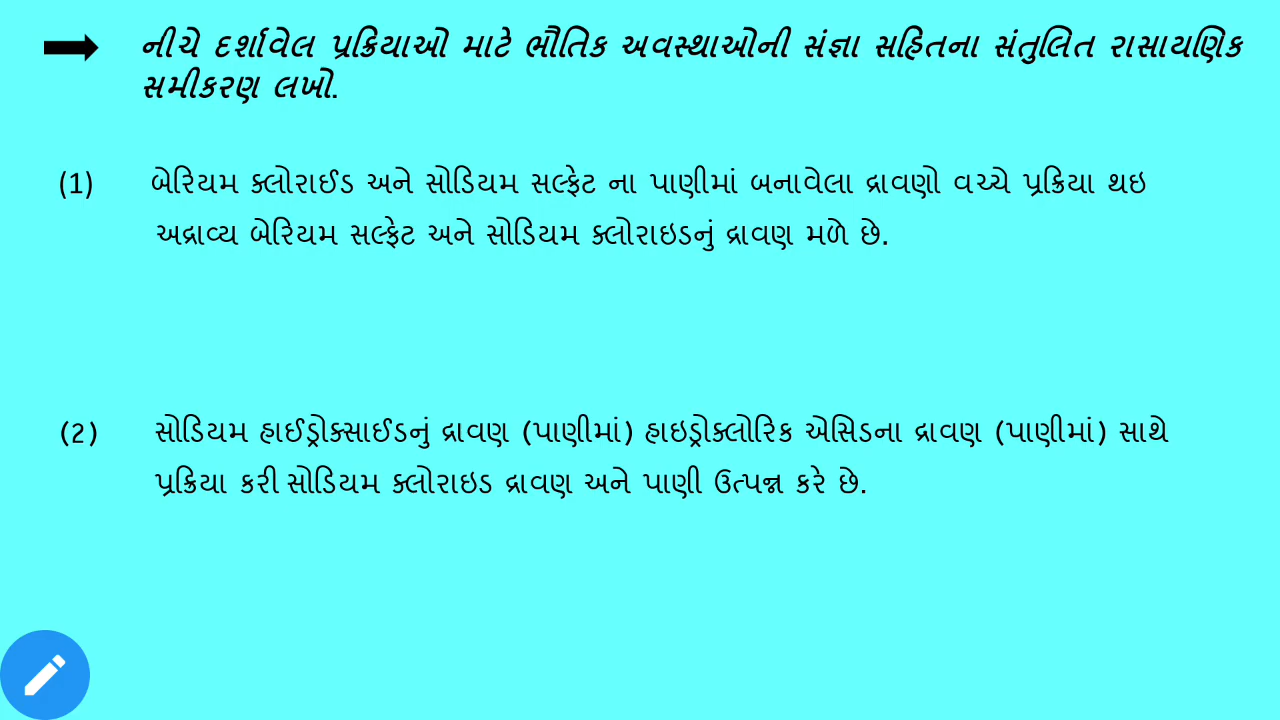 નીચે દર્શાવેલ પ્રક્રિયાઓ માટે ભૌતિક અવસ્થાઓની સંજ્ઞા સહિતના સંતુલિત રાસાયણિક
સમીકરણ લખો.
(1) બેરિયમ ક્લોરાઈડ અને સોડિયમ સલ્ફેટ ના પાણીમાં બનાવેલા દ્રાવણો વચ્ચે પ્રક્રિયા થઇ
અદ્રાવ્ય બેરિયમ સલ્ફેટ અને સોડિયમ ક્લોરાઇડનું દ્રાવણ મળે છે.
(2) સોડિયમ હાઈડ્રોક્સાઈડનું દ્રાવણ (પાણીમાં) હાઇડ્રોક્લોરિક એસિડના દ્રાવણ (પાણીમાં) સાથે
પ્રક્રિયા કરી સોડિયમ ક્લોરાઇડ દ્રાવણ અને પાણી ઉત્પન્ન કરે છે.